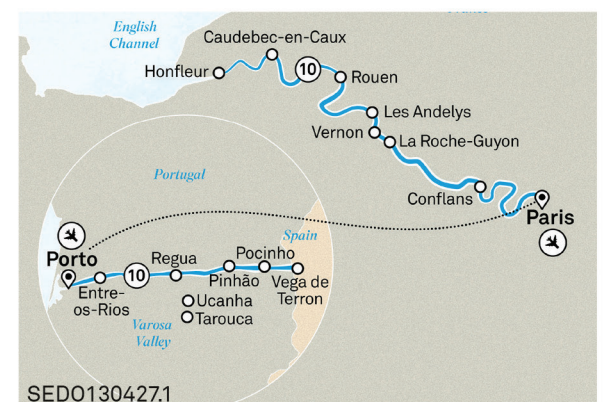 English
Channel
Caudebec-en-Caux
Honfleur
10
Rouen
Les Andelys
Vernon
La Roche-Guyon
Portugal
Conflans
Paris
Spain
Porto
Regua
Pocinho
10
Entre-
os-Rios
Pinhão
Vega de
Terron
Ucanha
Tarouca
Varosa
Valley
SEDO130427.1